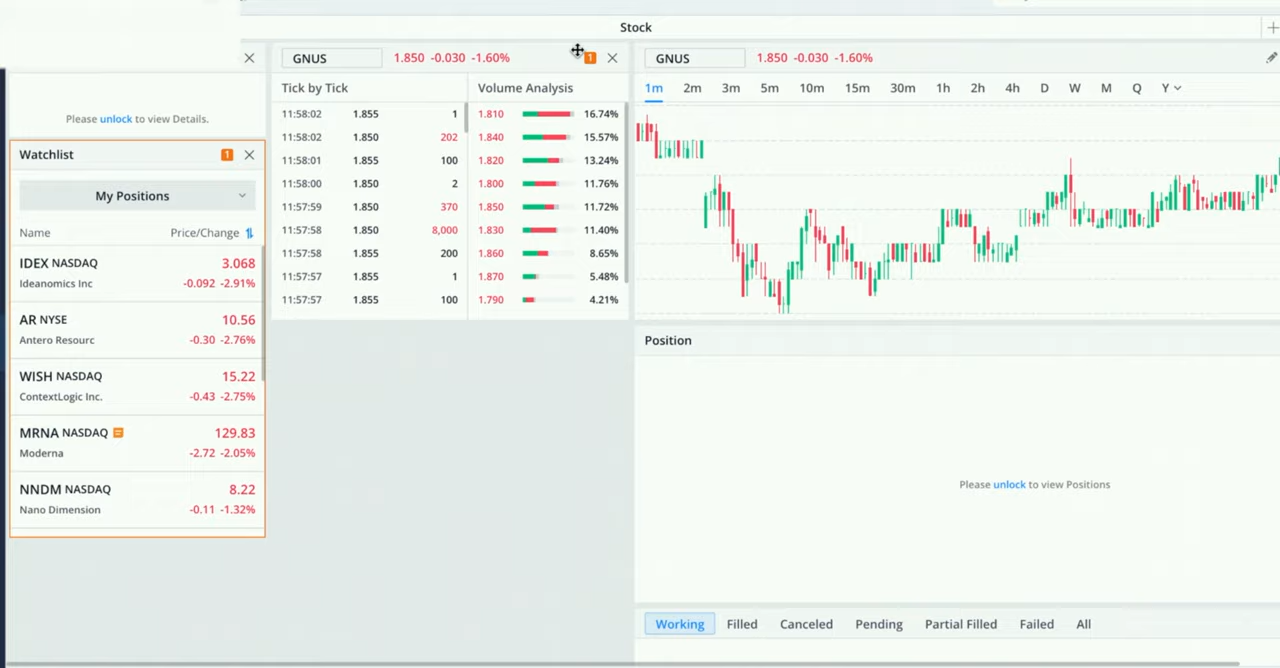 Stock
GNUS 1.850 -0.030 -1.60% 1
GNUS 1.850 -0.030 -1.60%
Please unlock to view Details.
Watchlist 1
My Positions
Name Price/Change
IDEX NASDAQ 3.068
Ideanomics Inc -0.092 -2.91%
AR NYSE 10.56
Antero Resourc -0.30 -2.76%
WISH NASDAQ 15.22
ContextLogic Inc. -0.43 -2.75%
MRNA NASDAQ 129.83
Moderna -2.72 -2.05%
NNDM NASDAQ 8.22
Nano Dimension -0.11 -1.32%
Tick by Tick
11:58:02 1.855 1
11:58:02 1.850 202
11:58:01 1.855 100
11:58:00 1.850 2
11:57:59 1.850 370
11:57:58 1.850 8,000
11:57:58 1.855 200
11:57:57 1.855 1
11:57:57 1.855 100
Volume Analysis
1.810 16.74%
1.840 15.57%
1.820 13.24%
1.800 11.76%
1.850 11.72%
1.830 11.40%
1.860 8.65%
1.870 5.48%
1.790 4.21%
1m 2m 3m 5m 10m 15m 30m 1h 2h 4h D W M Q Y
Position
Please unlock to view Positions
Working Filled Canceled Pending Partial Filled Failed All